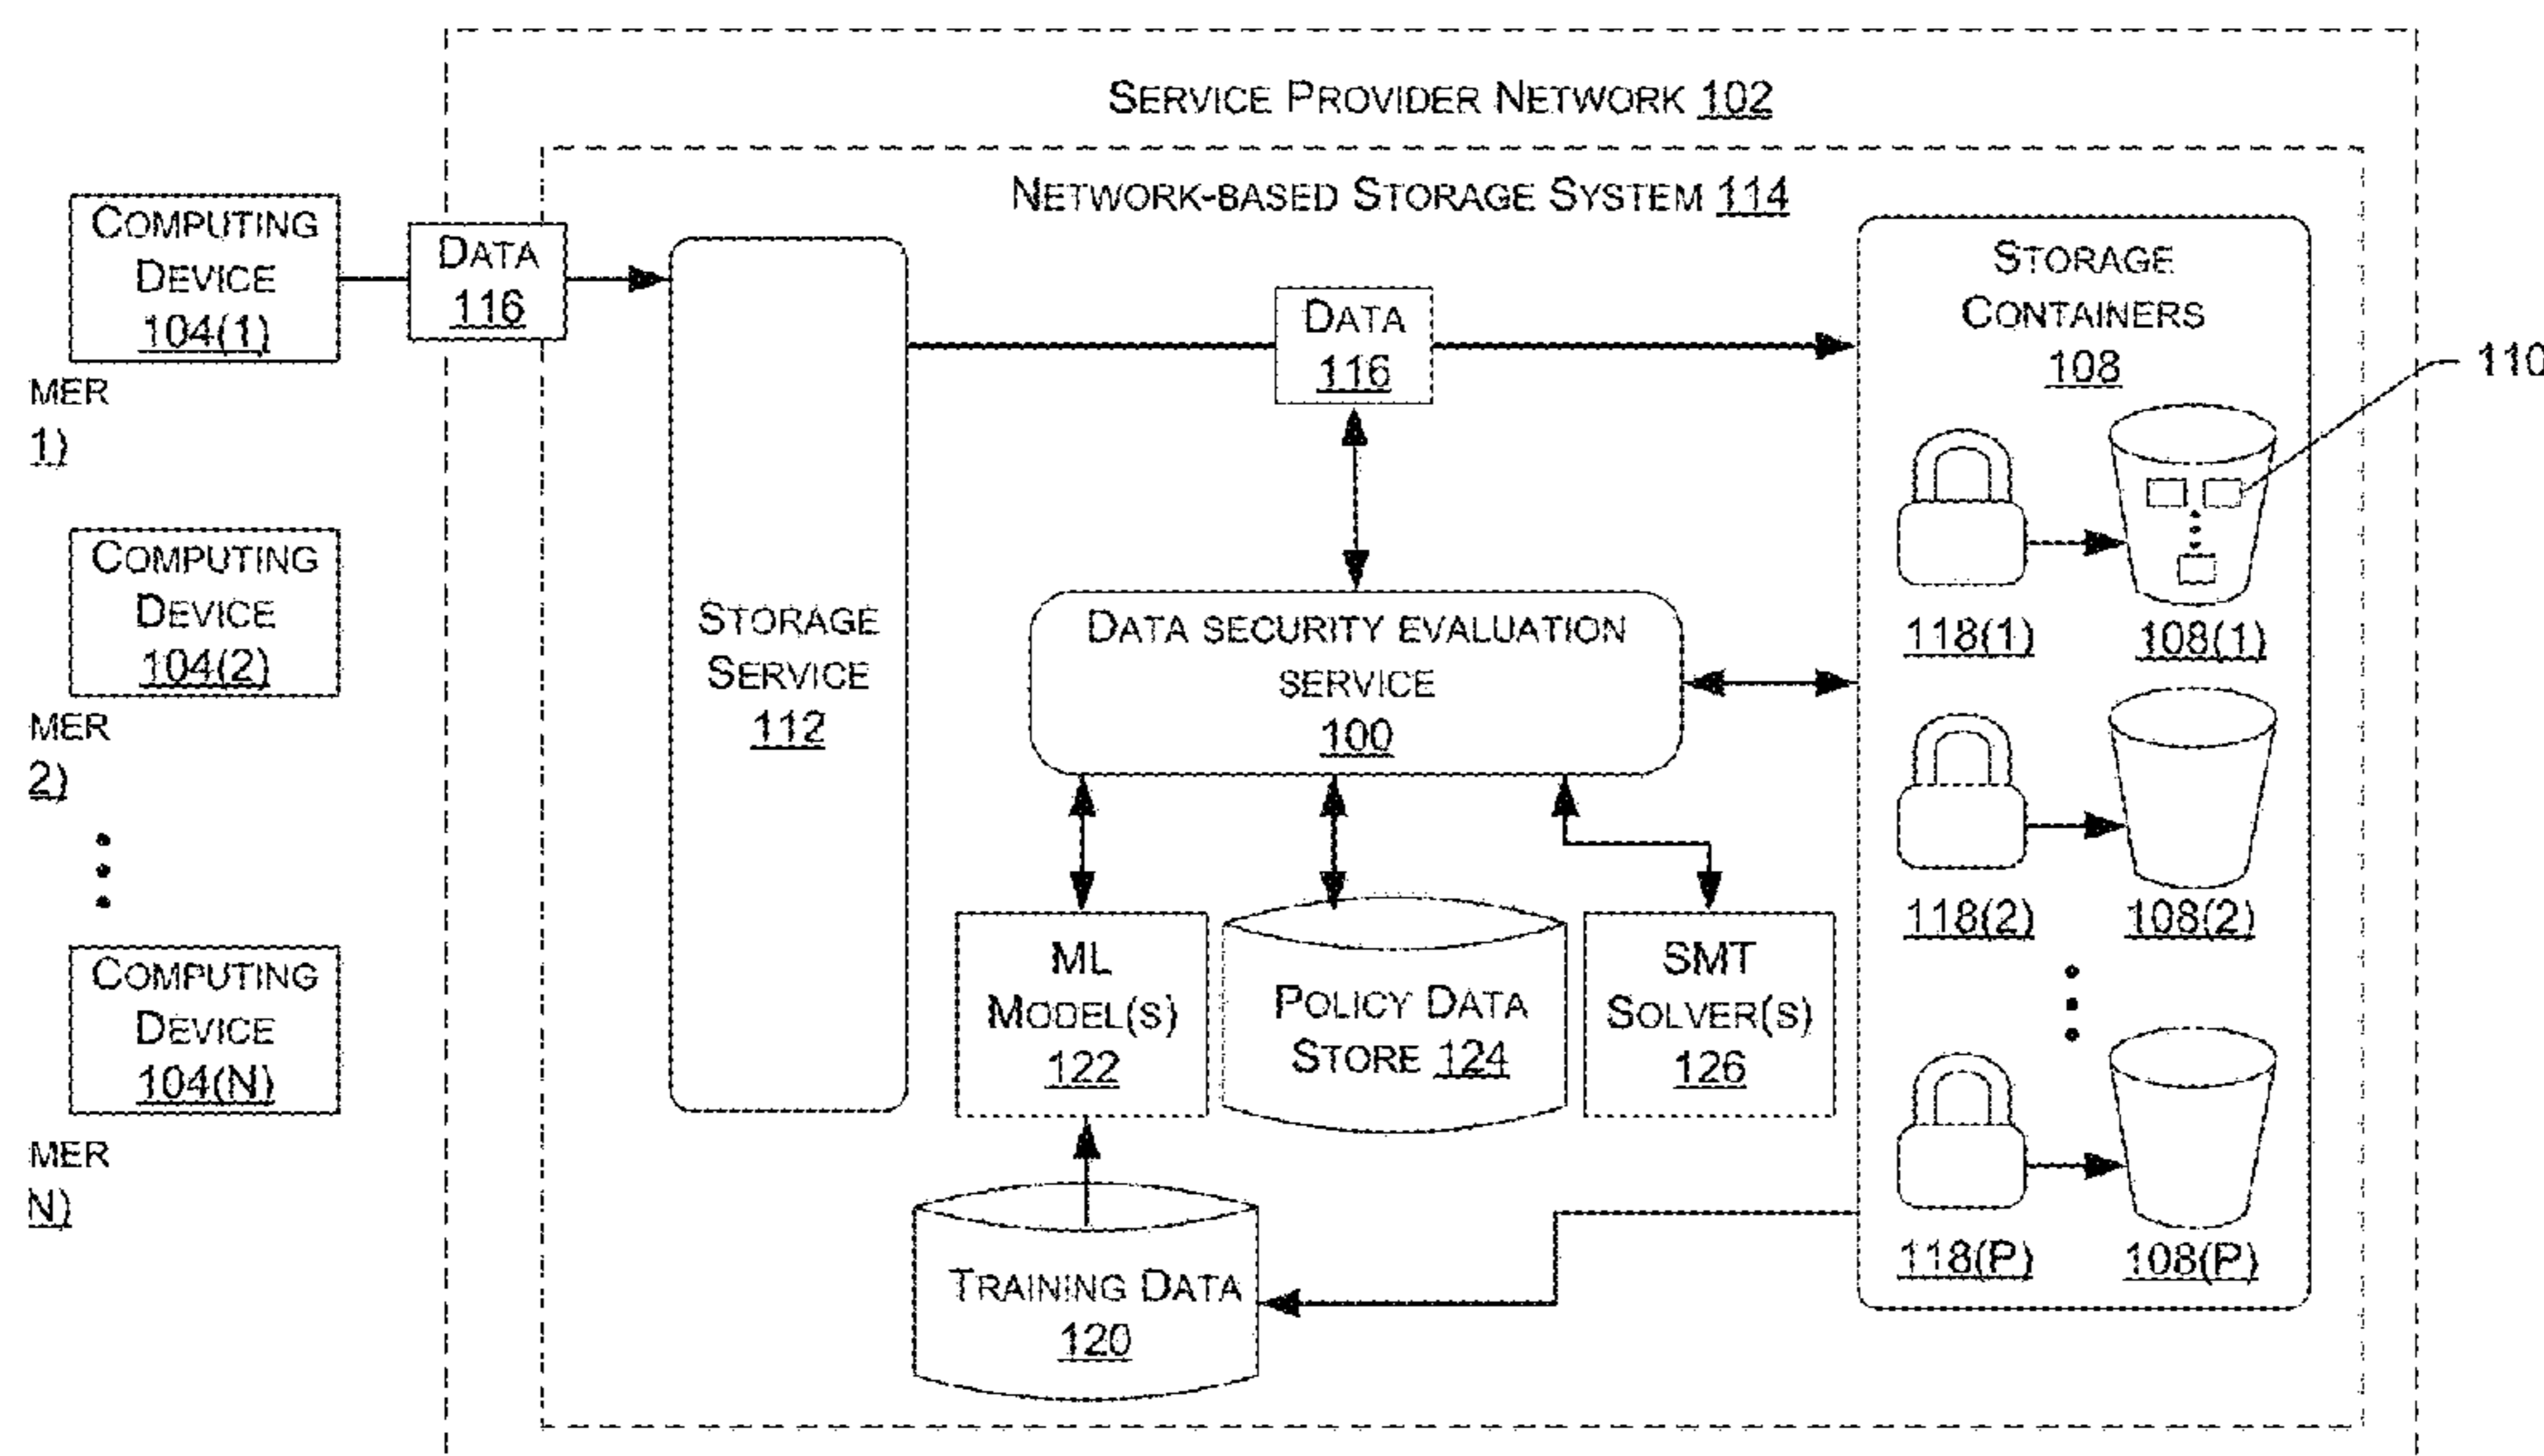 SERVICE PROVIDER NETWORK 102
NETWORK-BASED STORAGE SYSTEM 114
COMPUTING
DEVICE
104(1)
MER
1)
DATA
116
COMPUTING
DEVICE
104(2)
MER
2)
COMPUTING
DEVICE
104(N)
MER
N)
STORAGE
SERVICE
112
DATA
116
DATA SECURITY EVALUATION
SERVICE
100
ML
MODEL(S)
122
POLICY DATA
STORE 124
SMT
SOLVER(S)
126
TRAINING DATA
120
STORAGE
CONTAINERS
108
110
118(1) 108(1)
118(2) 108(2)
118(P) 108(P)